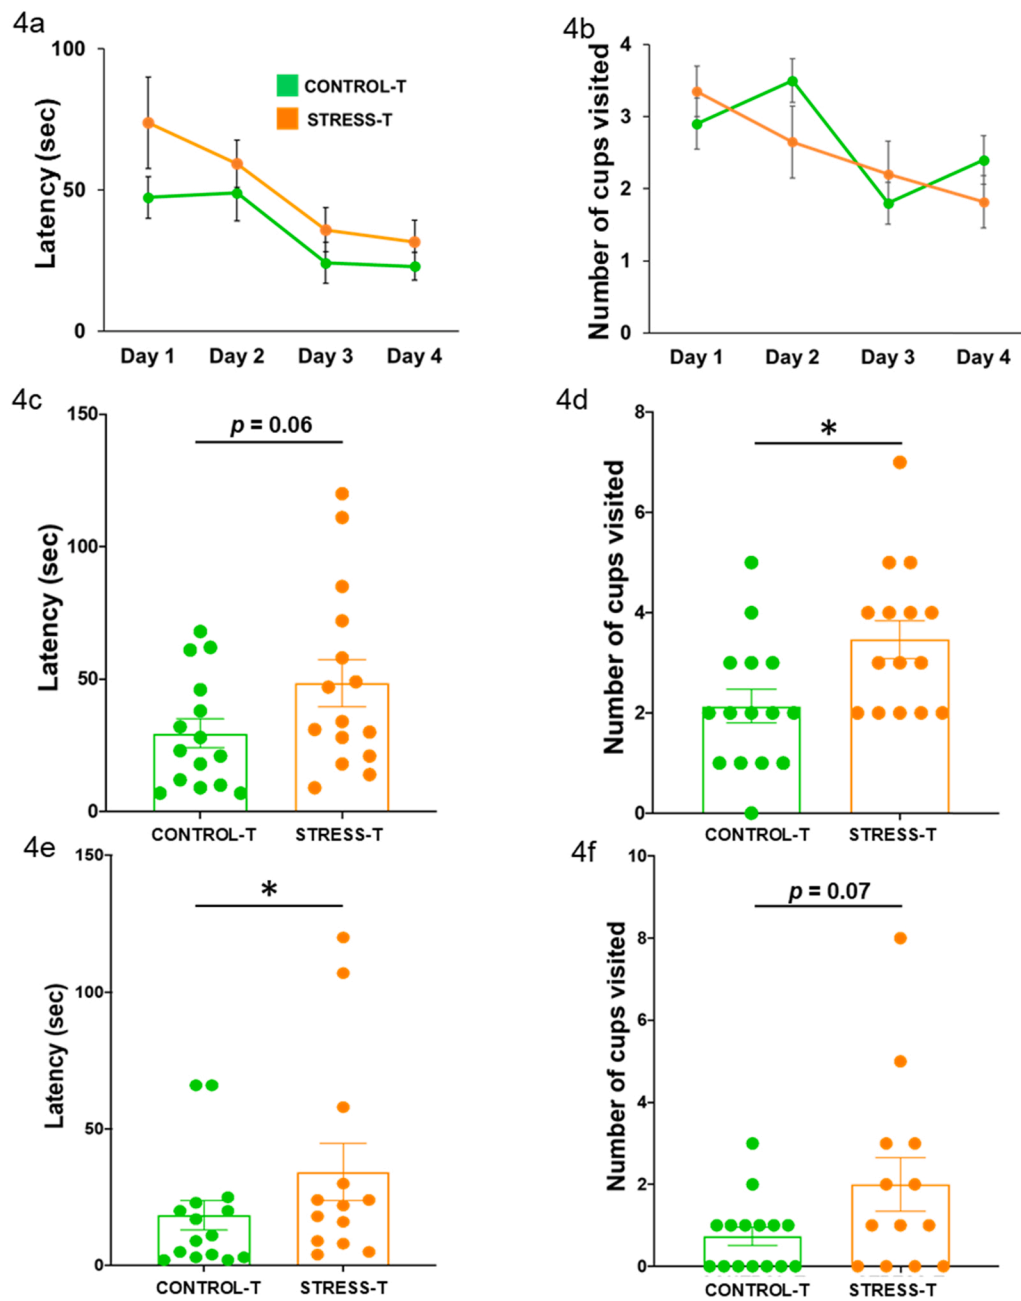 4a
Latency (sec)
100
50
0
CONTROL-T
STRESS-T
Day 1 Day 2 Day 3 Day 4
4b
Number of cups visited
4
3
2
1
0
Day 1 Day 2 Day 3 Day 4
4c
Latency (sec)
150
100
50
0
p = 0.06
CONTROL-T STRESS-T
4d
Number of cups visited
8
6
4
2
0
*
CONTROL-T STRESS-T
4e
Latency (sec)
150
100
50
0
*
CONTROL-T STRESS-T
4f
Number of cups visited
10
8
6
4
2
0
p = 0.07
CONTROL-T STRESS-T